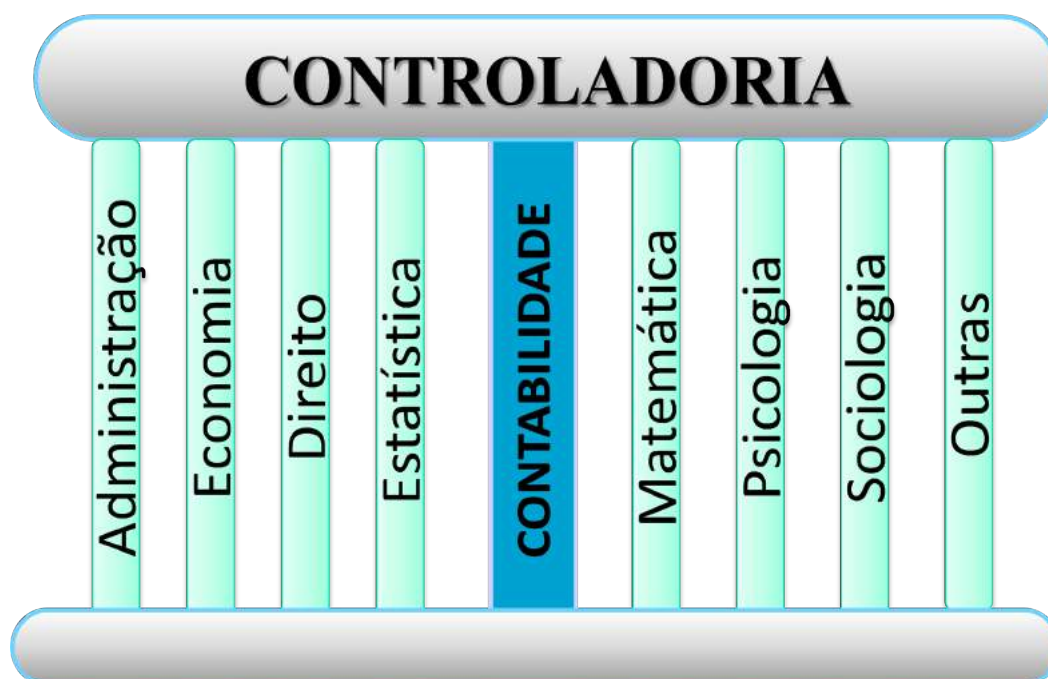 CONTROLADORIA
Administração
Economia
Direito
Estatística
CONTABILIDADE
Matemática
Psicologia
Sociologia
Outras